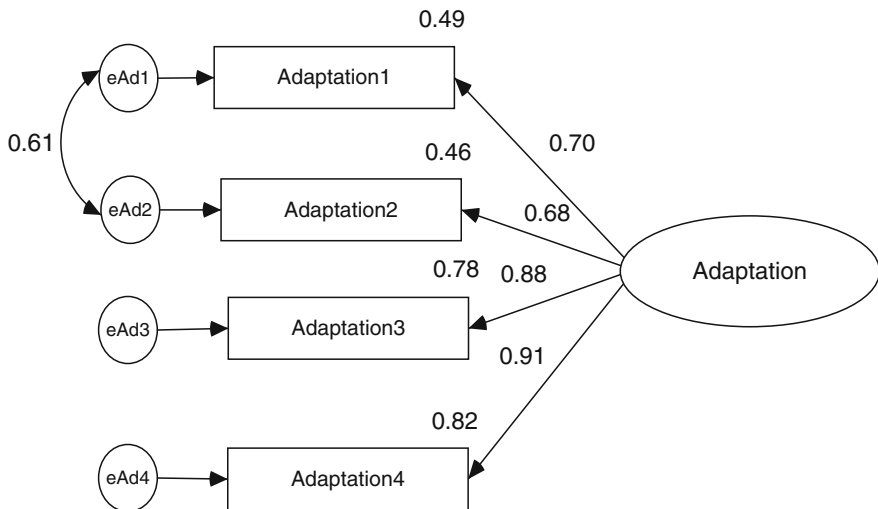 0.49
eAd1
Adaptation1
0.61
0.70
0.46
eAd2
Adaptation2
0.68
Adaptation
0.78
0.88
eAd3
Adaptation3
0.91
0.82
eAd4
Adaptation4